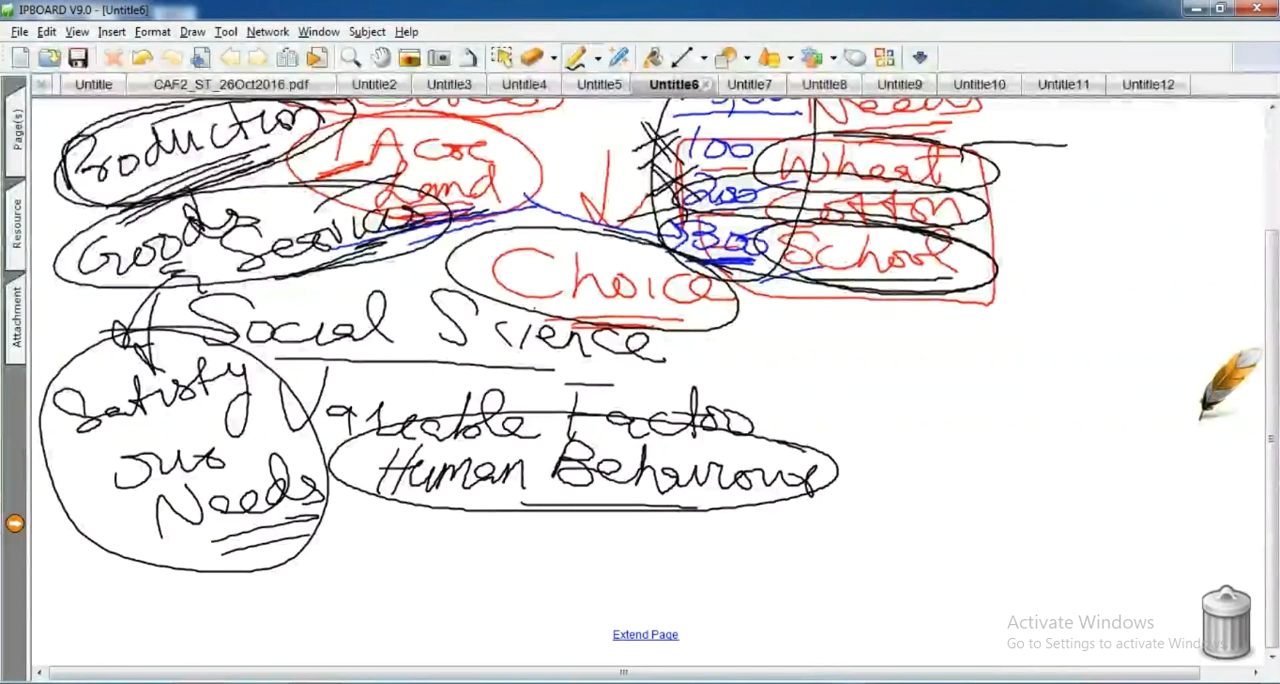 IPBOARD V9.0 - [Untitle6]
File Edit View Insert Format Draw Tool Network Window Subject Help
Untitle CAF2_ST_26Oct2016.pdf Untitle2 Untitle3 Untitle4 Untitle5 Untitle6 Untitle7 Untitle8 Untitle9 Untitle10 Untitle11 Untitle12
Page(s)
Resource
Attachment
Needs
Production
1 Acre
Land
100 Wheat
200 Cotton
300 School
Goods
Services
Choice
of Social Science
Satisfy
our
Needs
Variable Factor
Human Behaviour
Extend Page
Activate Windows
Go to Settings to activate Windows